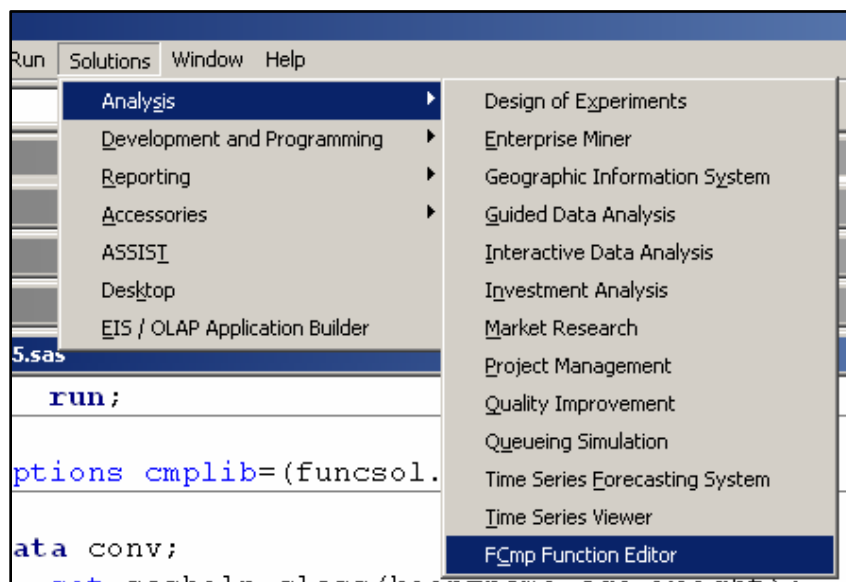 Run Solutions Window Help
Analysis
Development and Programming
Reporting
Accessories
ASSIST
Desktop
EIS / OLAP Application Builder
Design of Experiments
Enterprise Miner
Geographic Information System
Guided Data Analysis
Interactive Data Analysis
Investment Analysis
Market Research
Project Management
Quality Improvement
Queueing Simulation
Time Series Forecasting System
Time Series Viewer
FCmp Function Editor
5.sas
run;
ptions cmplib=(funcsol.
ata conv;